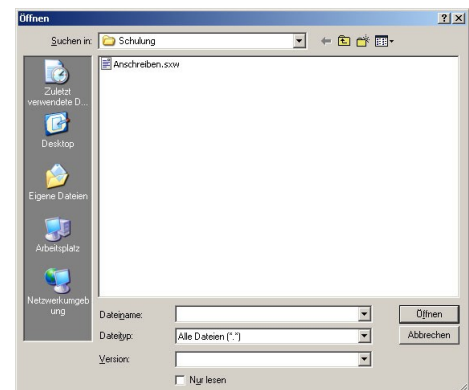 Öffnen
Suchen in: Schulung
Anschreiben.sxw
Zuletzt
verwendete D...
Desktop
Eigene Dateien
Arbeitsplatz
Netzwerkumgeb
ung
Dateiname:
Öffnen
Dateityp: Alle Dateien (*.*)
Abbrechen
Version:
Nur lesen